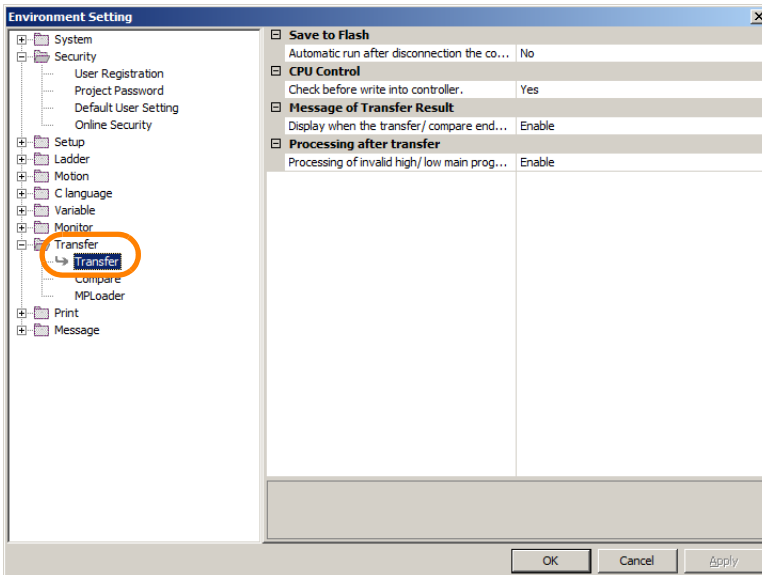 Environment Setting
System
Security
User Registration
Project Password
Default User Setting
Online Security
Setup
Ladder
Motion
C language
Variable
Monitor
Transfer
Transfer
Compare
MPLoader
Print
Message
Save to Flash
Automatic run after disconnection the co... No
CPU Control
Check before write into controller. Yes
Message of Transfer Result
Display when the transfer/ compare end... Enable
Processing after transfer
Processing of invalid high/ low main prog... Enable
OK Cancel Apply